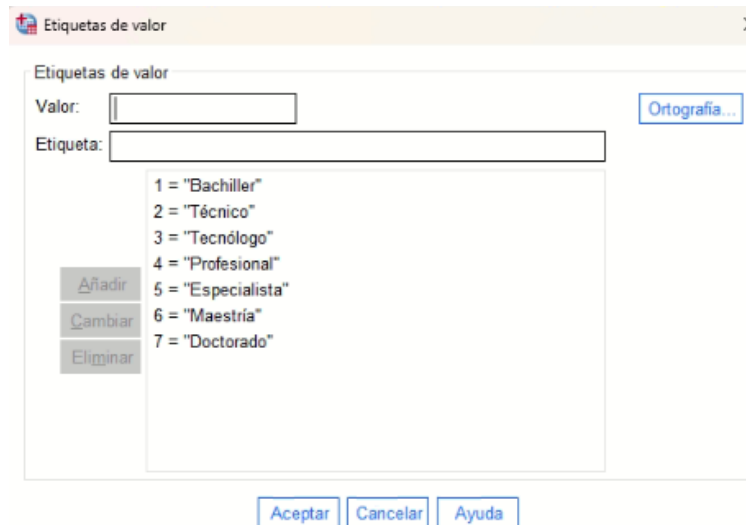 Etiquetas de valor
Etiquetas de valor
Valor:
Ortografía...
Etiqueta:
1 = "Bachiller"
2 = "Técnico"
3 = "Tecnólogo"
4 = "Profesional"
5 = "Especialista"
6 = "Maestría"
7 = "Doctorado"
Añadir
Cambiar
Eliminar
Aceptar Cancelar Ayuda